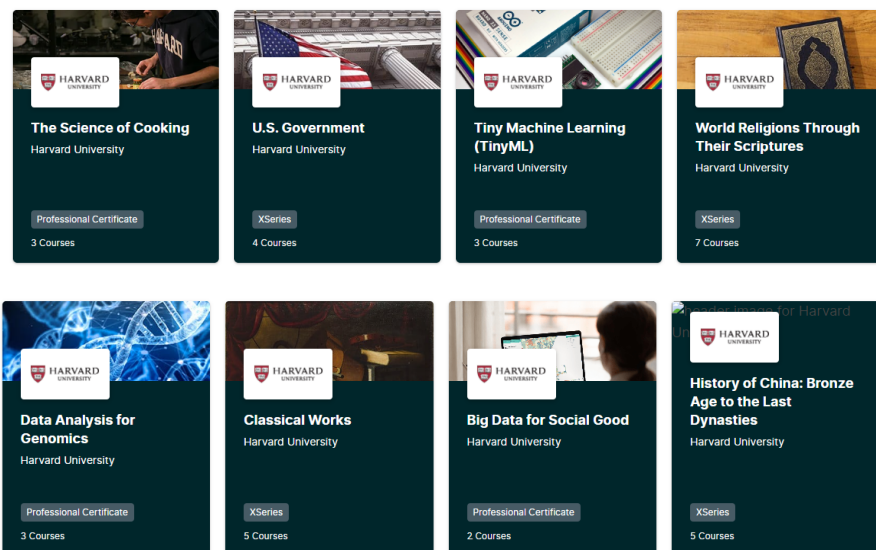 HARVARD
UNIVERSITY
The Science of Cooking
Harvard University
Professional Certificate
3 Courses
HARVARD
UNIVERSITY
U.S. Government
Harvard University
XSeries
4 Courses
HARVARD
UNIVERSITY
Tiny Machine Learning
(TinyML)
Harvard University
Professional Certificate
3 Courses
HARVARD
UNIVERSITY
World Religions Through
Their Scriptures
Harvard University
XSeries
7 Courses
HARVARD
UNIVERSITY
Data Analysis for
Genomics
Harvard University
Professional Certificate
3 Courses
HARVARD
UNIVERSITY
Classical Works
Harvard University
XSeries
5 Courses
HARVARD
UNIVERSITY
Big Data for Social Good
Harvard University
Professional Certificate
2 Courses
header image for Harvard
HARVARD
UNIVERSITY
History of China: Bronze
Age to the Last
Dynasties
Harvard University
XSeries
5 Courses